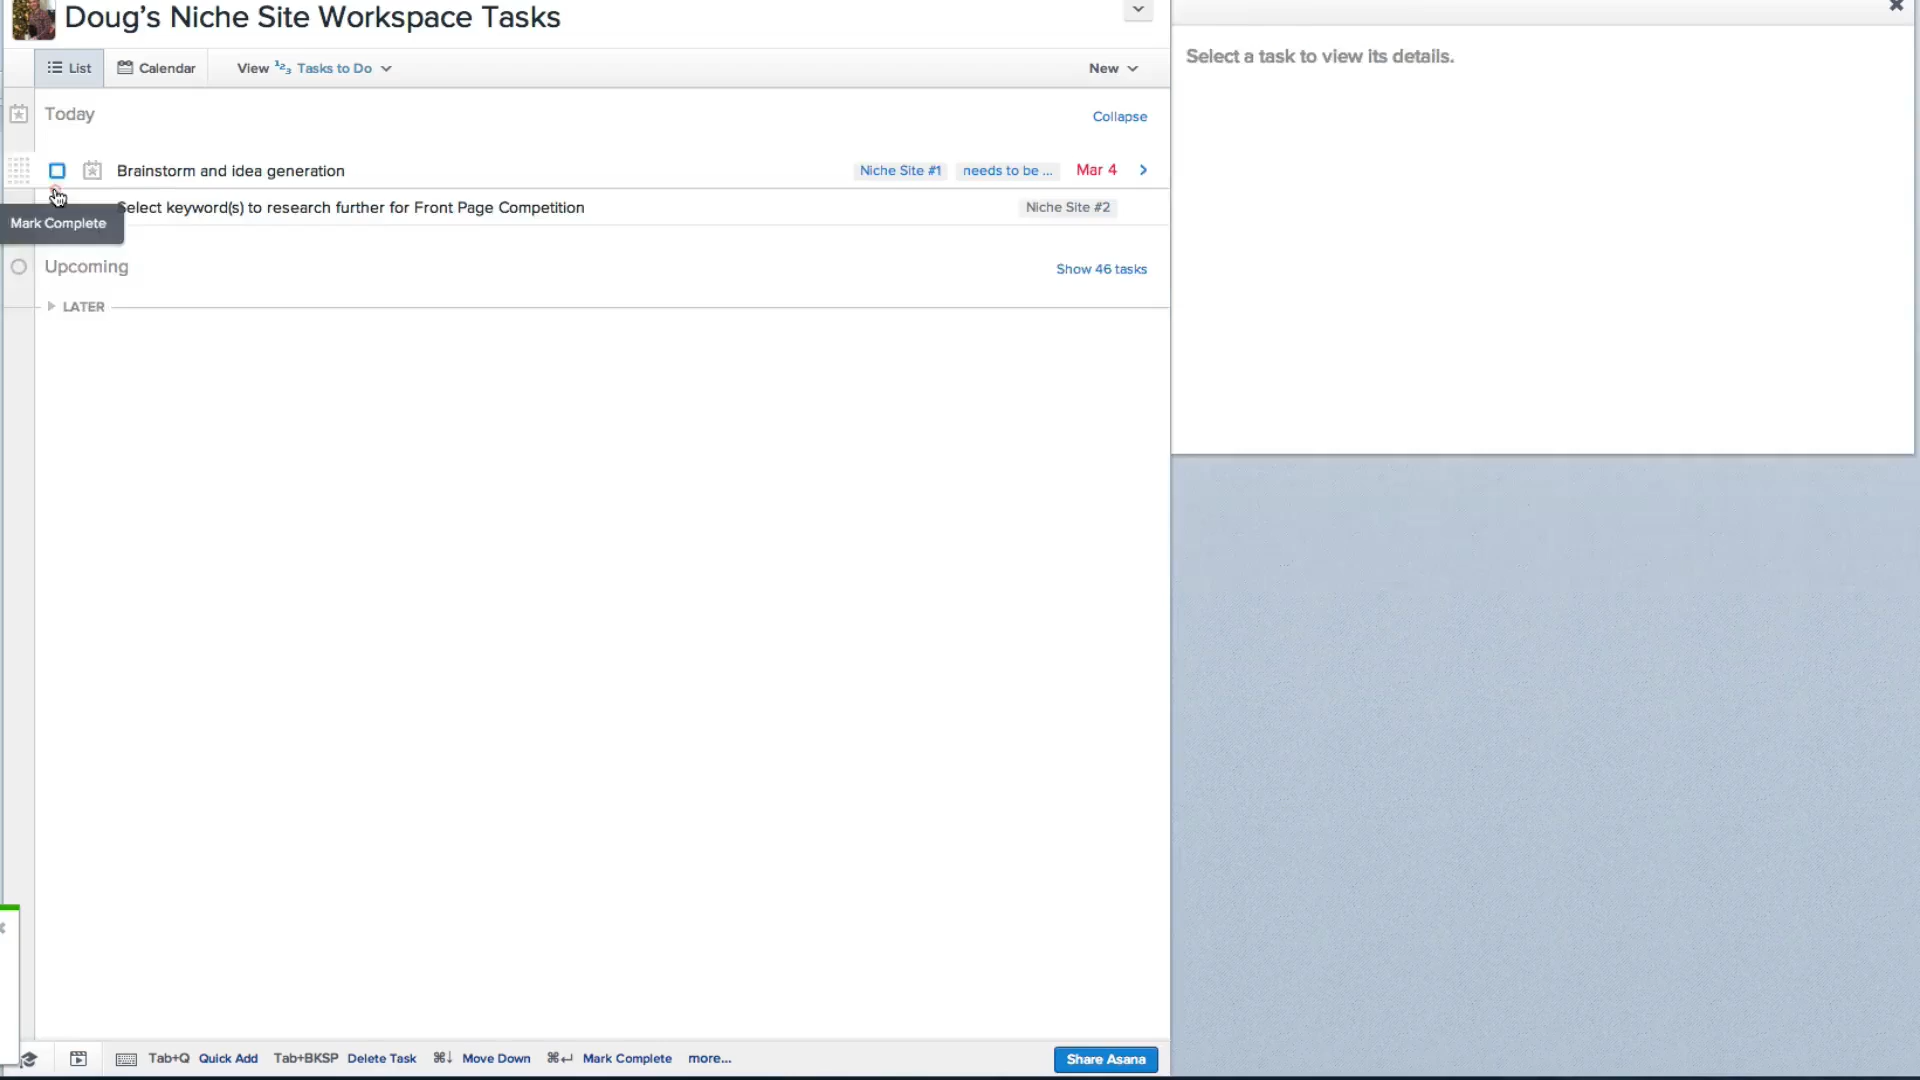 Doug’s Niche Site Workspace Tasks
List
Calendar
View Tasks to Do
New
Today
Collapse
Brainstorm and idea generation
Niche Site #1
needs to be ...
Mar 4
Select keyword(s) to research further for Front Page Competition
Niche Site #2
Mark Complete
Upcoming
Show 46 tasks
LATER
Tab+Q Quick Add Tab+BKSP Delete Task ⌘↓ Move Down ⌘↵ Mark Complete more...
Share Asana
Select a task to view its details.